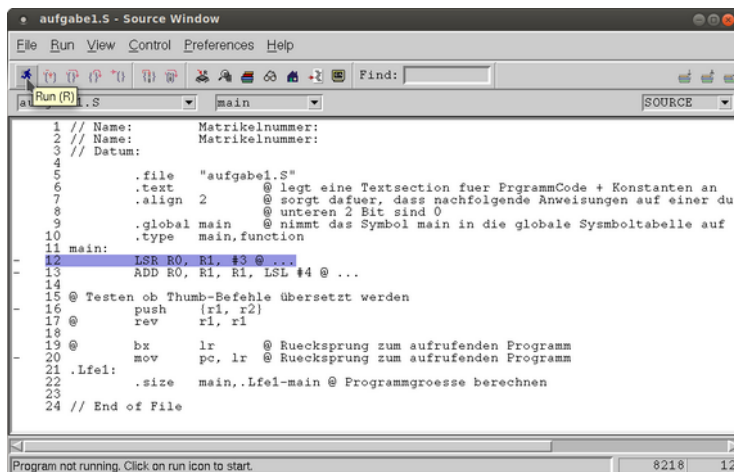 aufgabe1.S - Source Window
File Run View Control Preferences Help
Find:
Run (R)
main SOURCE
1 // Name: Matrikelnummer:
2 // Name: Matrikelnummer:
3 // Datum:
4
5 .file "aufgabe1.S"
6 .text @ legt eine Textsection fuer PrgrammCode + Konstanten an
7 .align 2 @ sorgt dafuer, dass nachfolgende Anweisungen auf einer du
8 @ unteren 2 Bit sind 0
9 .global main @ nimmt das Symbol main in die globale Sysmboltabelle auf
10 .type main,function
11 main:
12 LSR R0, R1, #3 @ ...
13 ADD R0, R1, R1, LSL #4 @ ...
14
15 @ Testen ob Thumb-Befehle übersetzt werden
16 push {r1, r2}
17 @ rev r1, r1
18
19 @ bx lr @ Ruecksprung zum aufrufenden Programm
20 mov pc, lr @ Ruecksprung zum aufrufenden Programm
21 .Lfe1:
22 .size main,.Lfe1-main @ Programmgroesse berechnen
23
24 // End of File
Program not running. Click on run icon to start. 8218 12